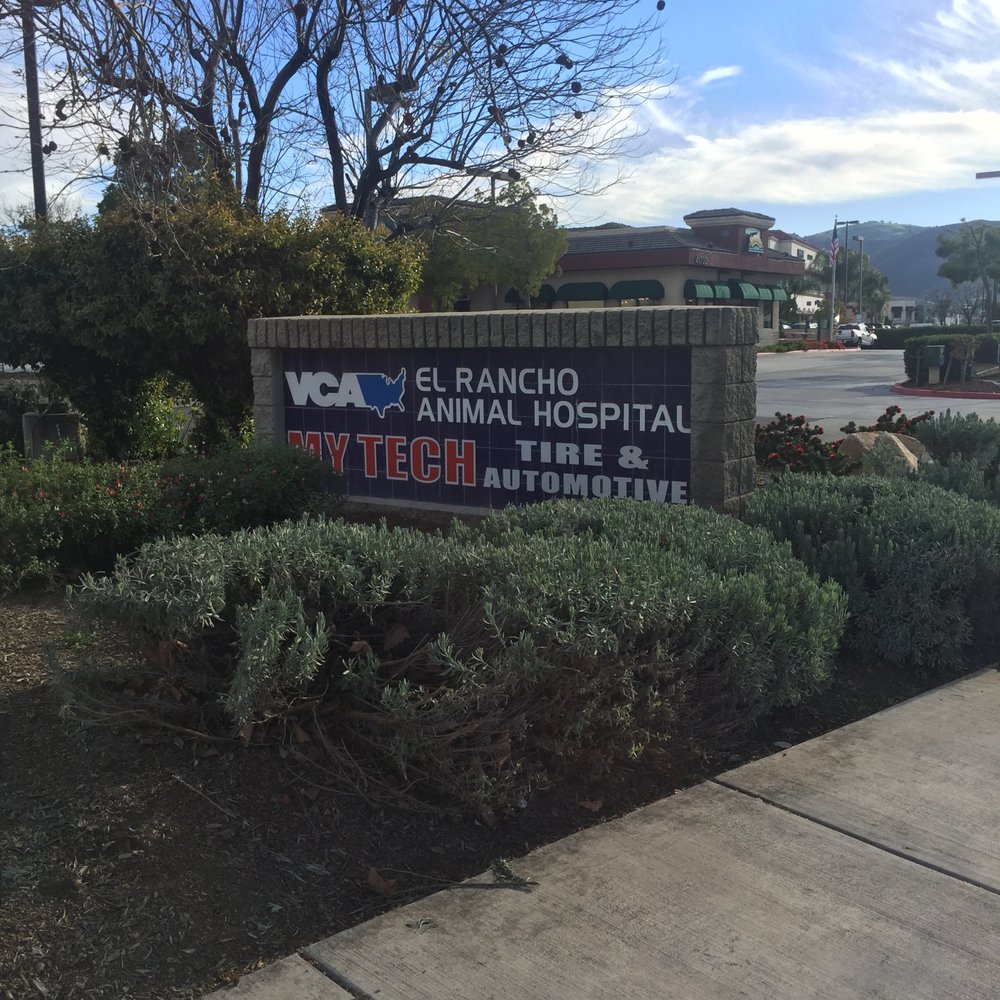 VCA EL RANCHO
ANIMAL HOSPITAL
MY TECH TIRE &
AUTOMOTIVE